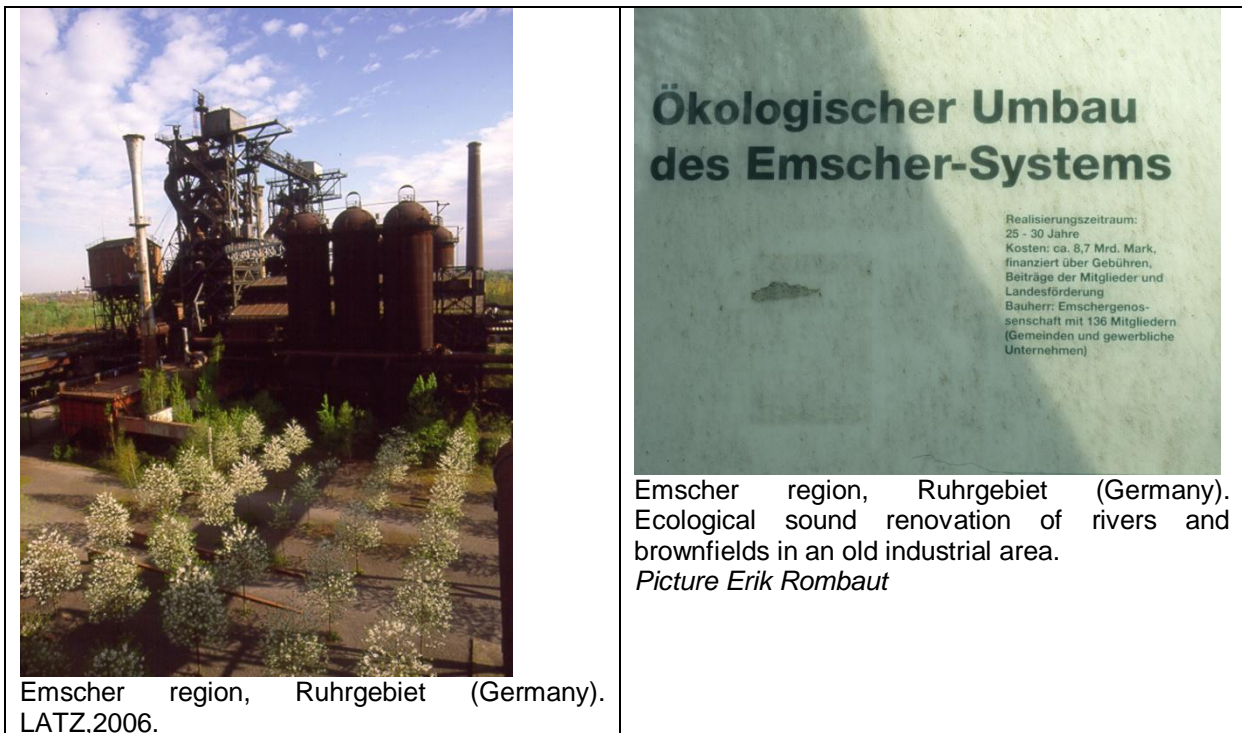 Emscher region, Ruhrgebiet (Germany).
LATZ,2006.
Ökologischer Umbau
des Emscher-Systems
Realisierungszeitraum:
25 - 30 Jahre
Kosten: ca. 8,7 Mrd. Mark,
finanziert über Gebühren,
Beiträge der Mitglieder und
Landesförderung
Bauherr: Emschergenos-
senschaft mit 136 Mitgliedern
(Gemeinden und gewerbliche
Unternehmen)
Emscher region, Ruhrgebiet (Germany).
Ecological sound renovation of rivers and
brownfields in an old industrial area.
Picture Erik Rombaut